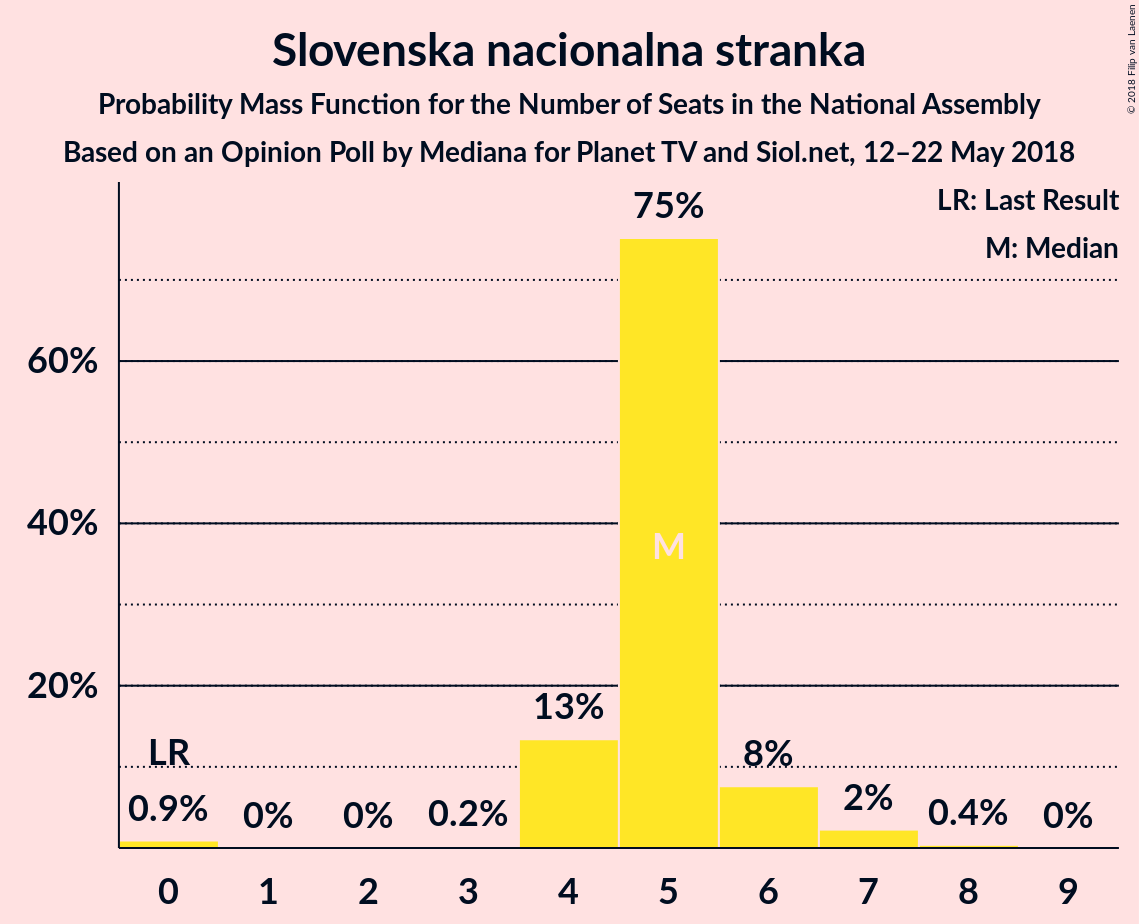 Slovenska nacionalna stranka
Probability Mass Function for the Number of Seats in the National Assembly
Based on an Opinion Poll by Mediana for Planet TV and Siol.net, 12–22 May 2018
© 2018 Filip van Laenen
LR: Last Result
M: Median
75%
60%
40%
M
20%
13%
LR
8%
0.9%
0%
0%
0.2%
2%
0.4%
0%
0 1 2 3 4 5 6 7 8 9